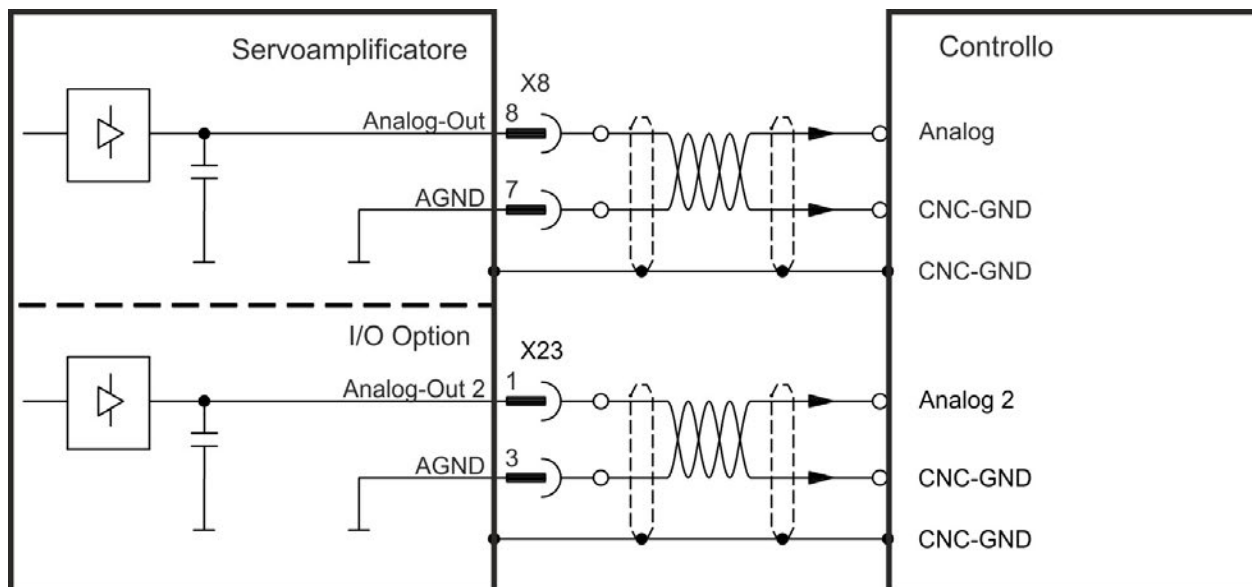 Servoamplificatore
Controllo
X8
Analog-Out
8
Analog
AGND
7
CNC-GND
CNC-GND
I/O Option
X23
Analog-Out 2
1
Analog 2
AGND
3
CNC-GND
CNC-GND